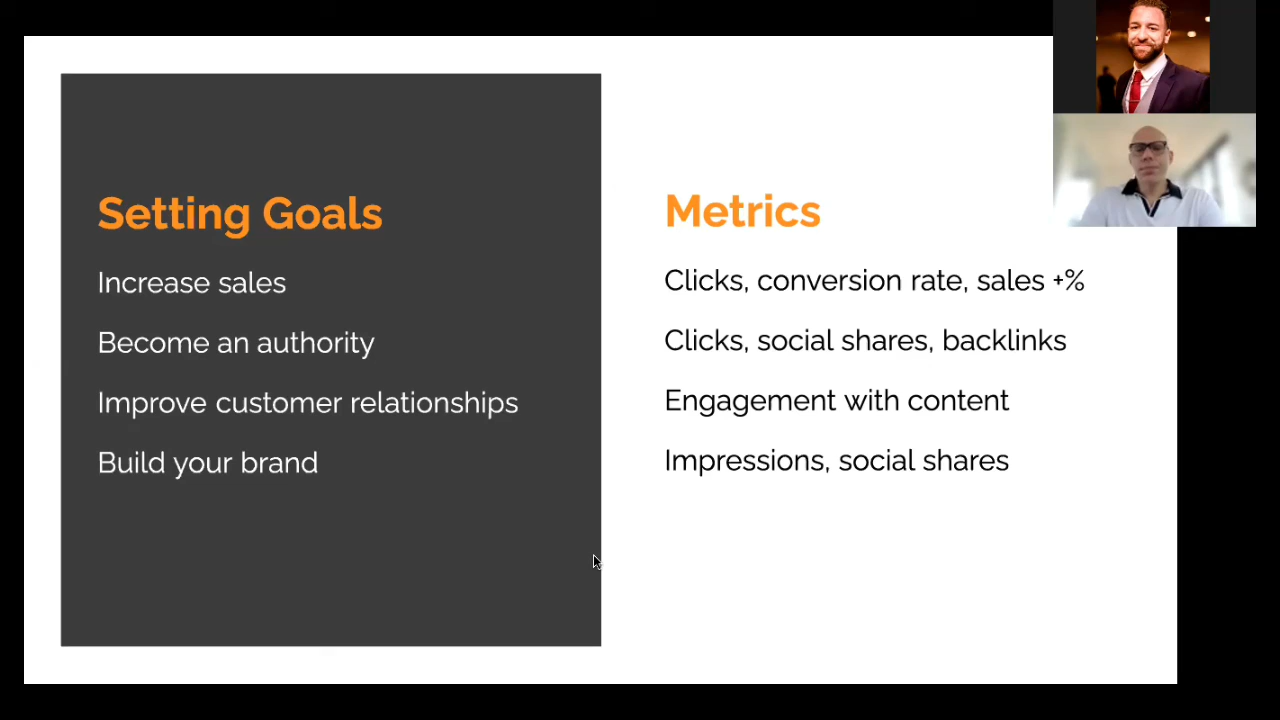 Setting Goals
Increase sales
Become an authority
Improve customer relationships
Build your brand
Metrics
Clicks, conversion rate, sales +%
Clicks, social shares, backlinks
Engagement with content
Impressions, social shares